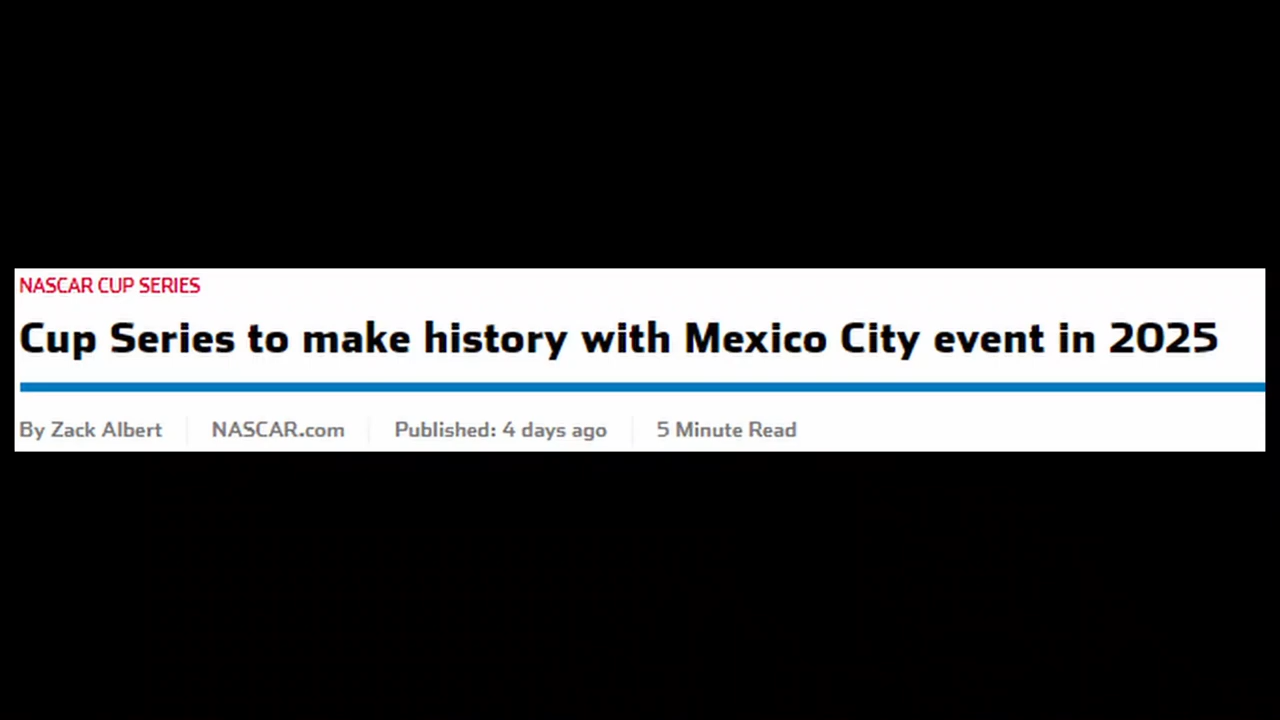 NASCAR CUP SERIES
Cup Series to make history with Mexico City event in 2025
By Zack Albert NASCAR.com Published: 4 days ago 5 Minute Read